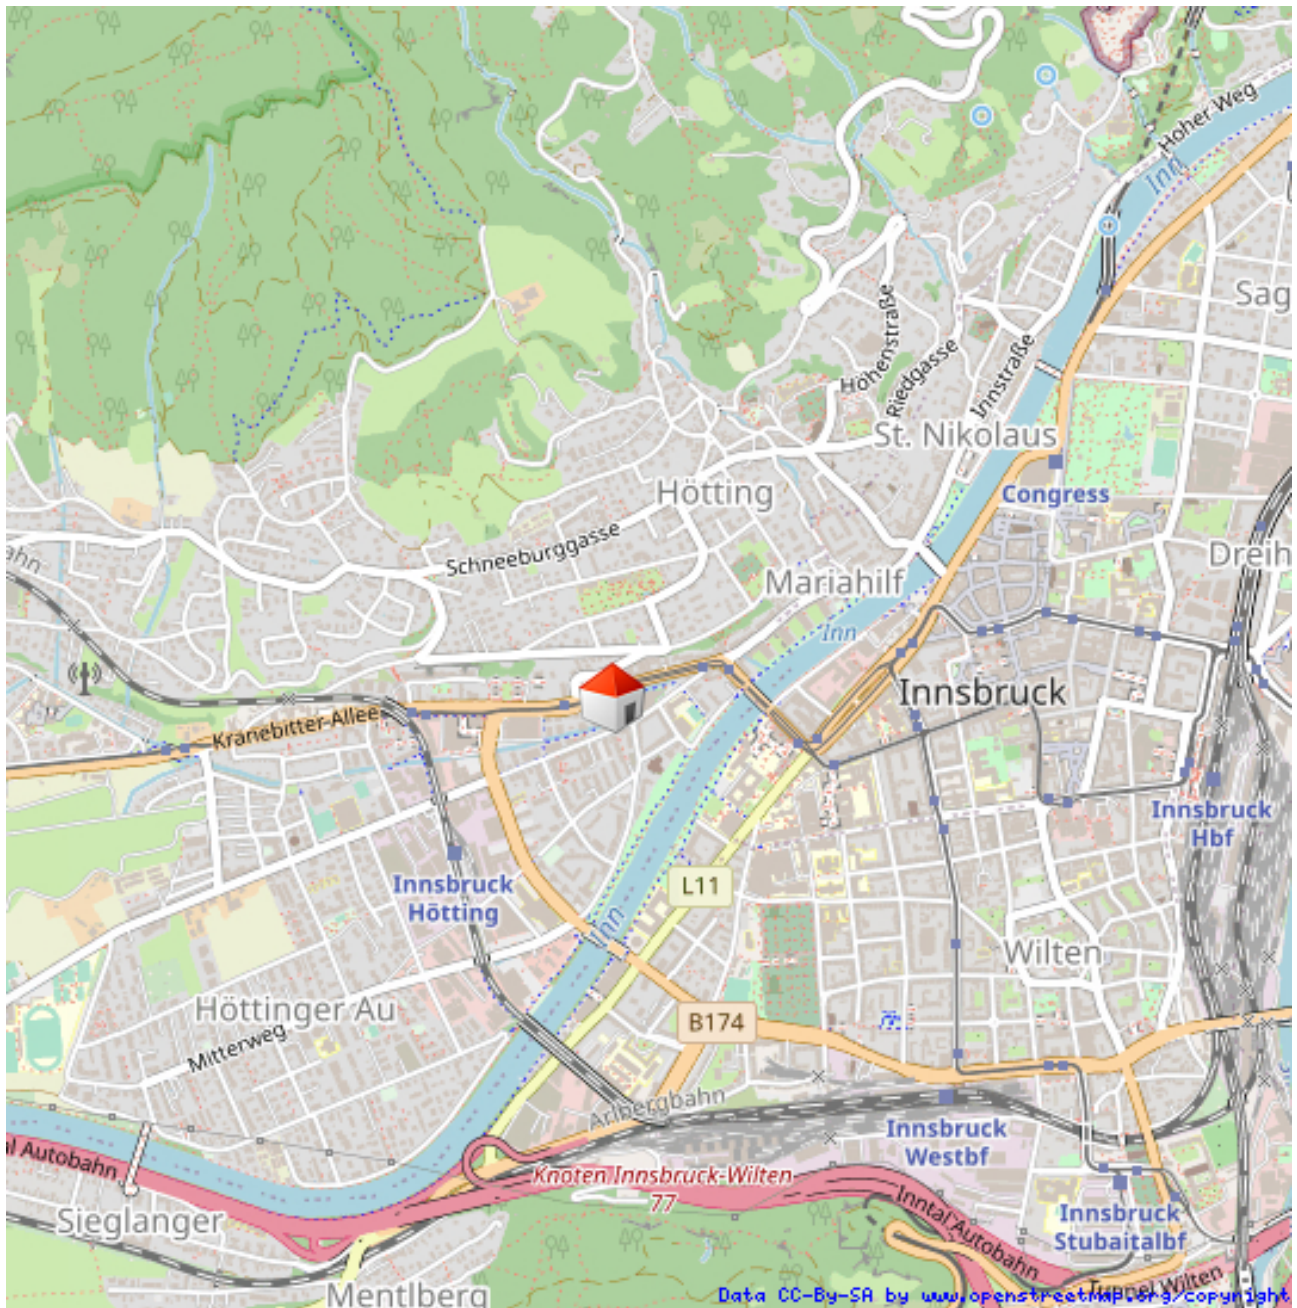 Hoher Weg
Inn
Sag
Höhenstraße
Riedgasse
Innstraße
St. Nikolaus
Hötting
Congress
Schneeburggasse
Dreih
ahn
Mariahilf
Inn
Innsbruck
Kranebitter-Allee
Innsbruck
Hbf
L11
Innsbruck
Hötting
Inn
Wilten
Höttinger Au
B174
Mitterweg
Arlbergbahn
Innsbruck
Westbf
al Autobahn
Knoten Innsbruck-Wilten
77
Inntal Autobahn
Sieglanger
Innsbruck
Stubaitalbf
Tunnel Wilten
Mentlberg
Data CC-By-SA by www.openstreetmap.org/copyright